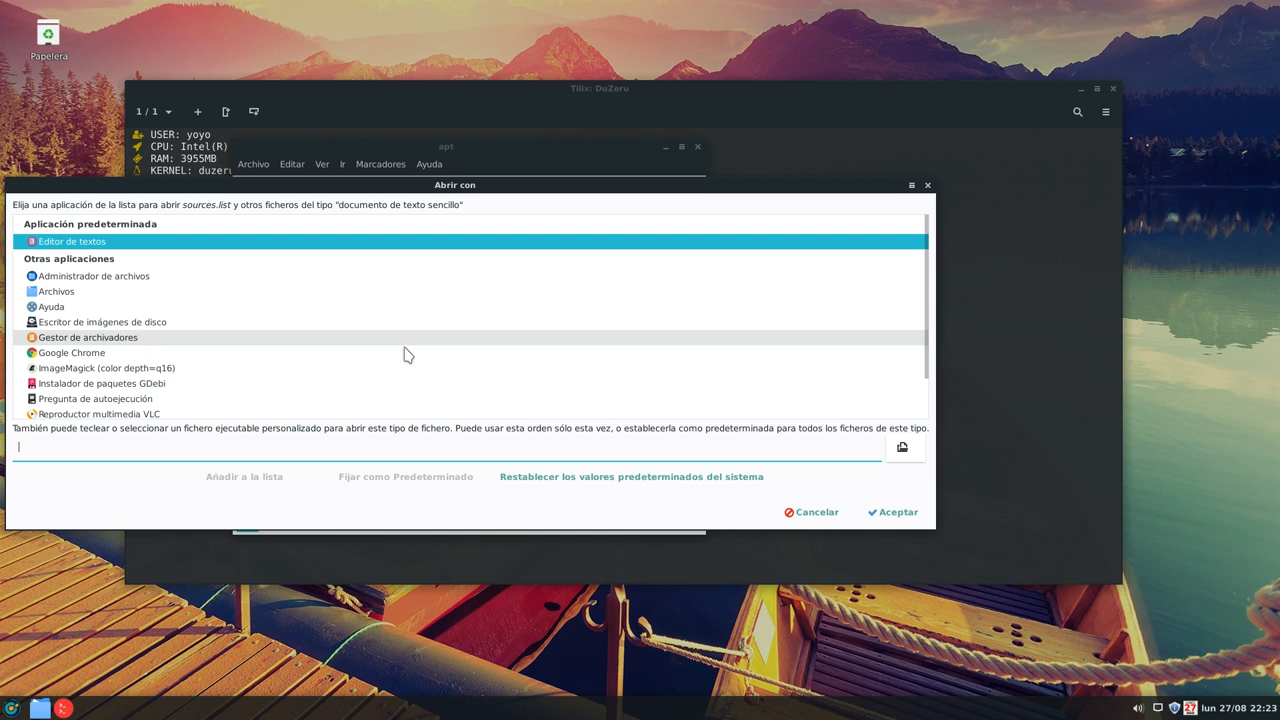 Papelera
Tilix: DuZeru
1 / 1
USER: yoyo
CPU: Intel(R)
RAM: 3955MB
KERNEL: duzeru
apt
Archivo Editar Ver Ir Marcadores Ayuda
Abrir con
Elija una aplicación de la lista para abrir sources.list y otros ficheros del tipo "documento de texto sencillo"
Aplicación predeterminada
Editor de textos
Otras aplicaciones
Administrador de archivos
Archivos
Ayuda
Escritor de imágenes de disco
Gestor de archivadores
Google Chrome
ImageMagick (color depth=q16)
Instalador de paquetes GDebi
Pregunta de autoejecución
Reproductor multimedia VLC
También puede teclear o seleccionar un fichero ejecutable personalizado para abrir este tipo de fichero. Puede usar esta orden sólo esta vez, o establecerla como predeterminada para todos los ficheros de este tipo.
Añadir a la lista Fijar como Predeterminado Restablecer los valores predeterminados del sistema
Cancelar Aceptar
27 lun 27/08 22:23